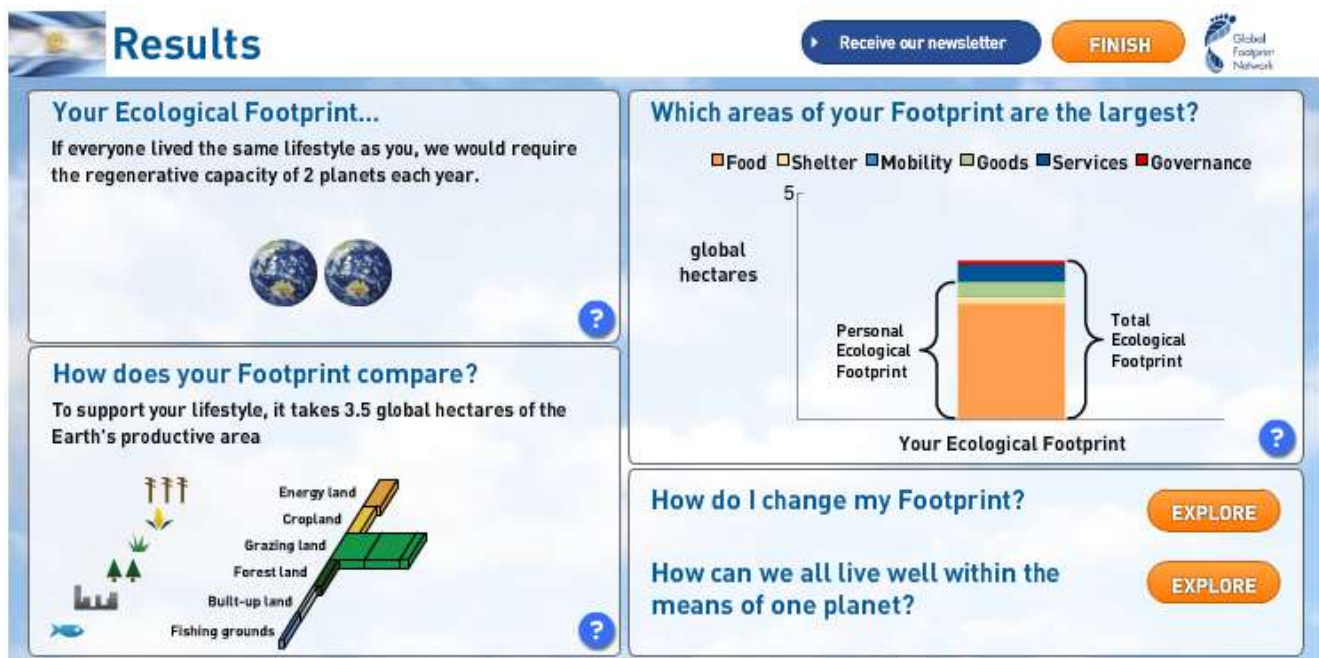 Results
Receive our newsletter
FINISH
Global
Footprint
Network
Your Ecological Footprint...
If everyone lived the same lifestyle as you, we would require
the regenerative capacity of 2 planets each year.
?
How does your Footprint compare?
To support your lifestyle, it takes 3.5 global hectares of the
Earth's productive area
Energy land
Cropland
Grazing land
Forest land
Built-up land
Fishing grounds
?
Which areas of your Footprint are the largest?
Food Shelter Mobility Goods Services Governance
5
global
hectares
Personal
Ecological
Footprint
Total
Ecological
Footprint
Your Ecological Footprint
?
How do I change my Footprint?
EXPLORE
How can we all live well within the
means of one planet?
EXPLORE